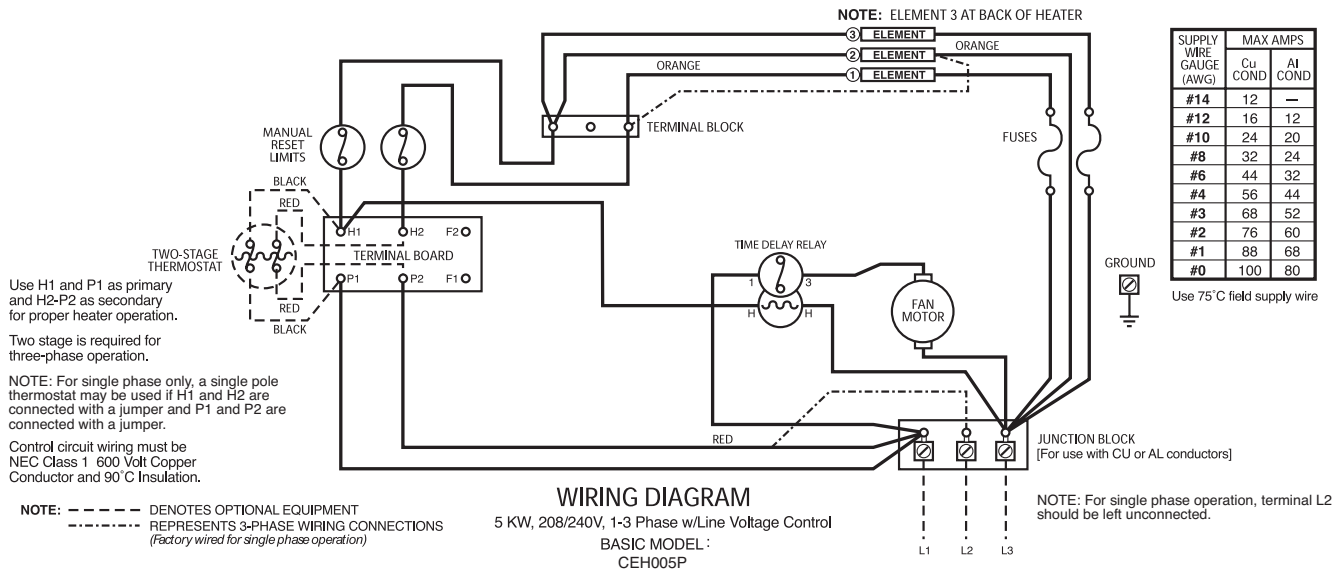 NOTE: ELEMENT 3 AT BACK OF HEATER
3 ELEMENT
2 ELEMENT
ORANGE
ORANGE
1 ELEMENT
TERMINAL BLOCK
FUSES
MANUAL
RESET
LIMITS
BLACK
RED
H1
H2
F2
TWO-STAGE
THERMOSTAT
TERMINAL BOARD
P1
P2
F1
RED
BLACK
TIME DELAY RELAY
1
3
H
H
FAN
MOTOR
GROUND
SUPPLY
WIRE
GAUGE
(AWG)
MAX AMPS
Cu
COND
Al
COND
#14 12 —
#12 16 12
#10 24 20
#8 32 24
#6 44 32
#4 56 44
#3 68 52
#2 76 60
#1 88 68
#0 100 80
Use 75˚C field supply wire
Use H1 and P1 as primary
and H2-P2 as secondary
for proper heater operation.
Two stage is required for
three-phase operation.
NOTE: For single phase only, a single pole
thermostat may be used if H1 and H2 are
connected with a jumper and P1 and P2 are
connected with a jumper.
Control circuit wiring must be
NEC Class 1 600 Volt Copper
Conductor and 90˚C Insulation.
RED
JUNCTION BLOCK
[For use with CU or AL conductors]
NOTE: DENOTES OPTIONAL EQUIPMENT
REPRESENTS 3-PHASE WIRING CONNECTIONS
(Factory wired for single phase operation)
WIRING DIAGRAM
5 KW, 208/240V, 1-3 Phase w/Line Voltage Control
BASIC MODEL:
CEH005P
L1
L2
L3
NOTE: For single phase operation, terminal L2
should be left unconnected.